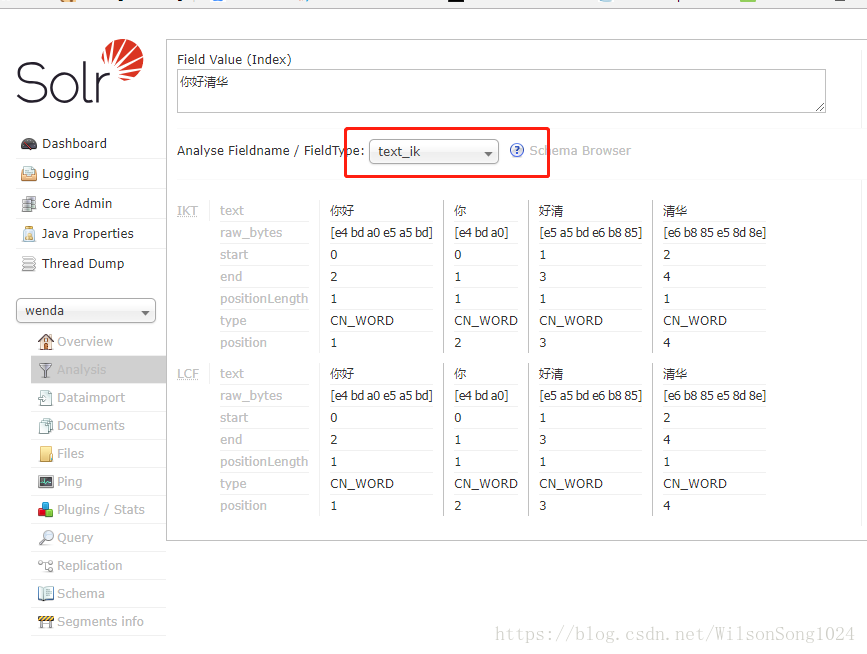 Solr
Dashboard
Logging
Core Admin
Java Properties
Thread Dump
wenda
Overview
Analysis
Dataimport
Documents
Files
Ping
Plugins / Stats
Query
Replication
Schema
Segments info
Field Value (Index)
你好清华
Analyse Fieldname / FieldType: text_ik ? Schema Browser
IKT text 你好 你 好清 清华
raw_bytes [e4 bd a0 e5 a5 bd] [e4 bd a0] [e5 a5 bd e6 b8 85] [e6 b8 85 e5 8d 8e]
start 0 0 1 2
end 2 1 3 4
positionLength 1 1 1 1
type CN_WORD CN_WORD CN_WORD CN_WORD
position 1 2 3 4
LCF text 你好 你 好清 清华
raw_bytes [e4 bd a0 e5 a5 bd] [e4 bd a0] [e5 a5 bd e6 b8 85] [e6 b8 85 e5 8d 8e]
start 0 0 1 2
end 2 1 3 4
positionLength 1 1 1 1
type CN_WORD CN_WORD CN_WORD CN_WORD
position 1 2 3 4
https://blog.csdn.net/WilsonSong1024